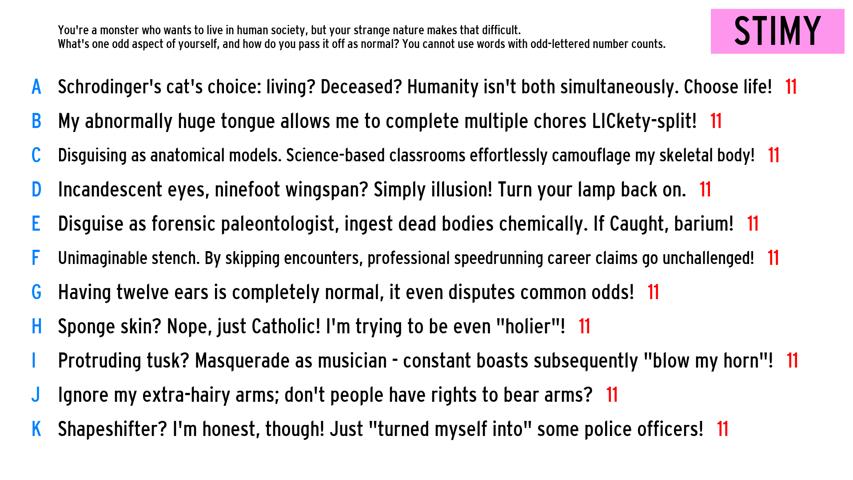 You're a monster who wants to live in human society, but your strange nature makes that difficult.
What's one odd aspect of yourself, and how do you pass it off as normal? You cannot use words with odd-lettered number counts.
STIMY
A Schrodinger's cat's choice: living? Deceased? Humanity isn't both simultaneously. Choose life! 11
B My abnormally huge tongue allows me to complete multiple chores LICkety-split! 11
C Disguising as anatomical models. Science-based classrooms effortlessly camouflage my skeletal body! 11
D Incandescent eyes, ninefoot wingspan? Simply illusion! Turn your lamp back on. 11
E Disguise as forensic paleontologist, ingest dead bodies chemically. If Caught, barium! 11
F Unimaginable stench. By skipping encounters, professional speedrunning career claims go unchallenged! 11
G Having twelve ears is completely normal, it even disputes common odds! 11
H Sponge skin? Nope, just Catholic! I'm trying to be even "holier"! 11
I Protruding tusk? Masquerade as musician - constant boasts subsequently "blow my horn"! 11
J Ignore my extra-hairy arms; don't people have rights to bear arms? 11
K Shapeshifter? I'm honest, though! Just "turned myself into" some police officers! 11